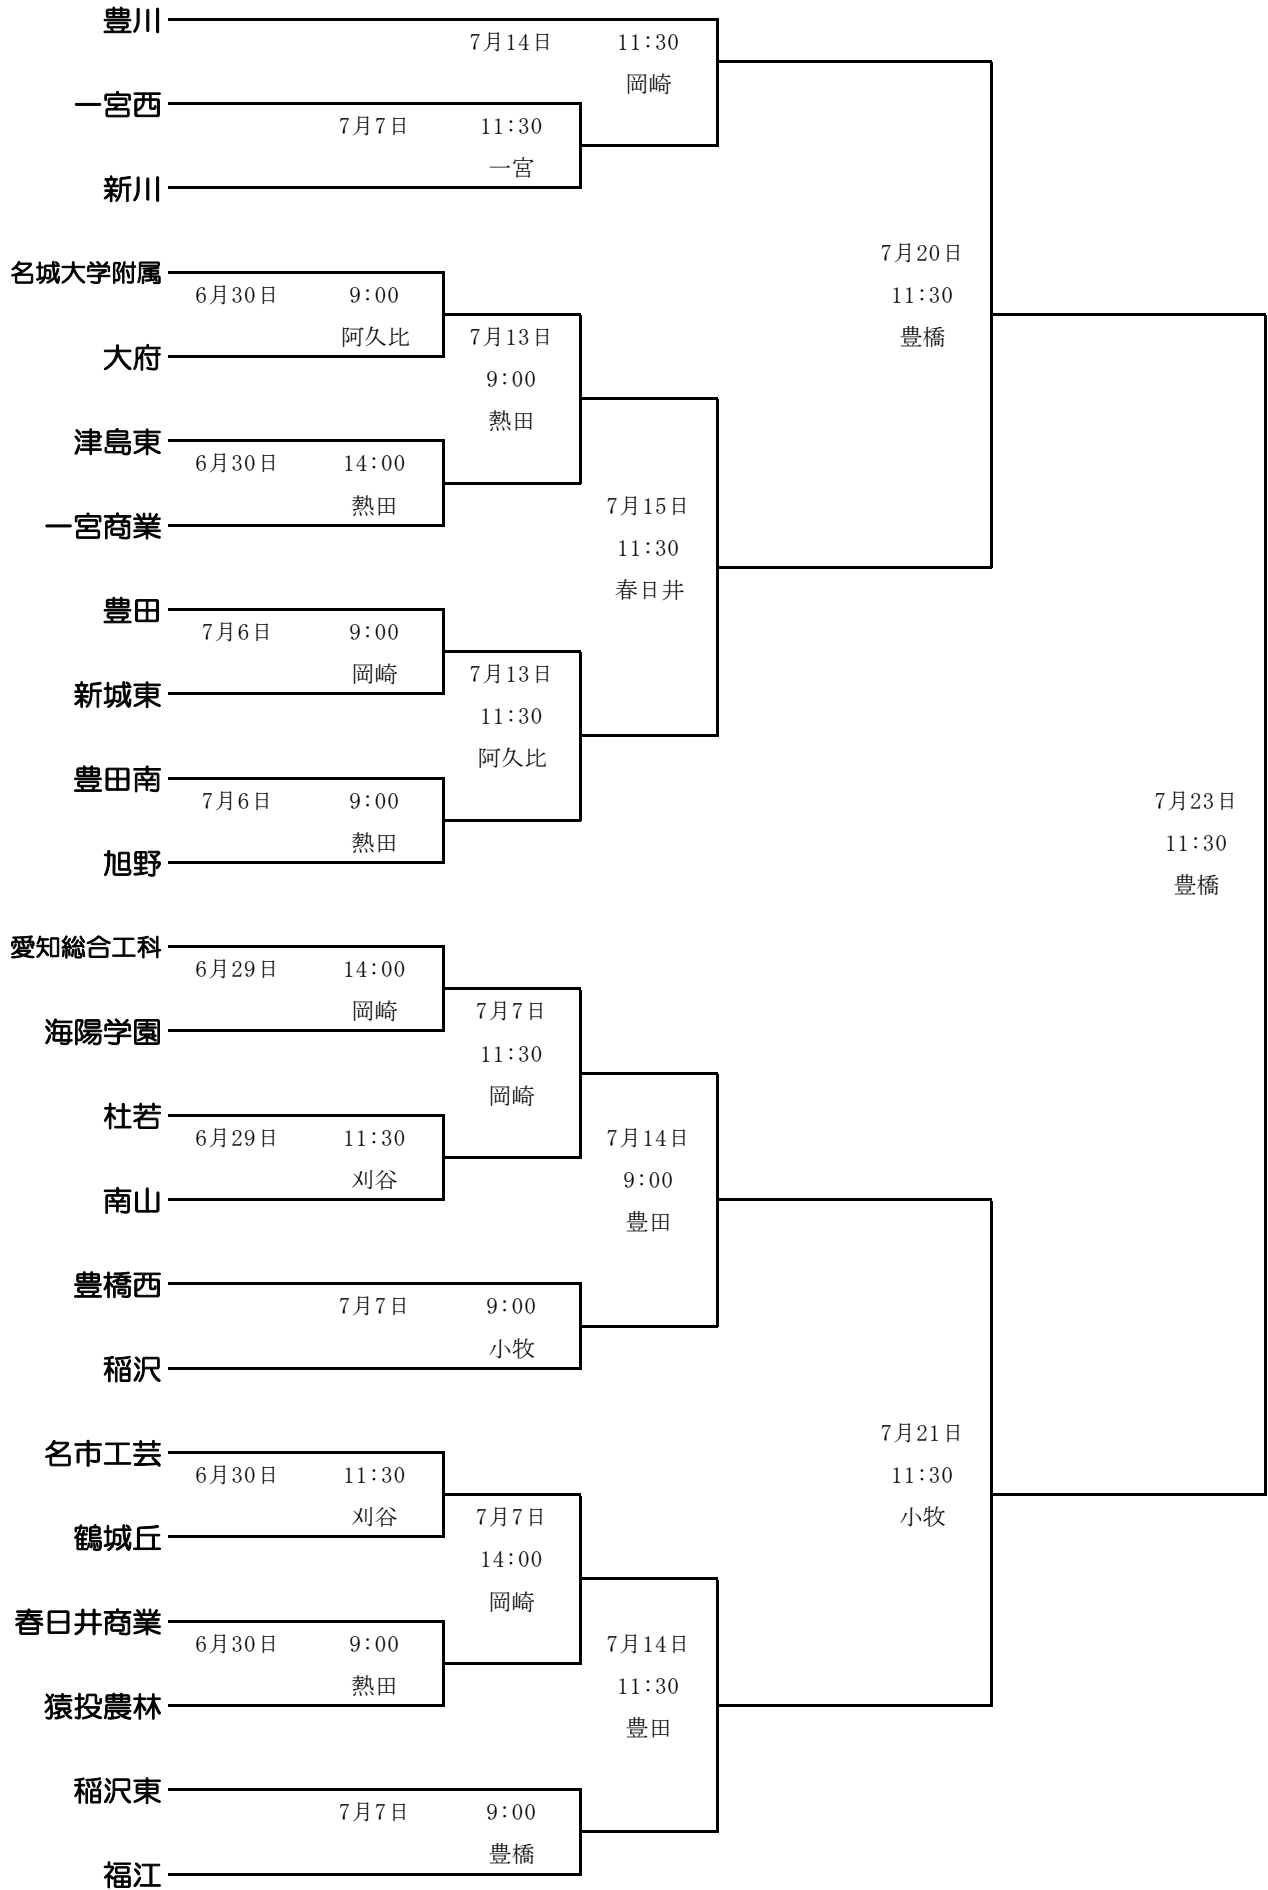 豊川
7月14日 11:30
岡崎
一宮西
7月7日 11:30
一宮
新川
7月20日
11:30
豊橋
名城大学附属
6月30日 9:00
阿久比
大府
7月13日
9:00
熱田
津島東
6月30日 14:00
熱田
一宮商業
7月15日
11:30
春日井
豊田
7月6日 9:00
岡崎
新城東
7月13日
11:30
阿久比
豊田南
7月6日 9:00
熱田
旭野
7月23日
11:30
豊橋
愛知総合工科
6月29日 14:00
岡崎
海陽学園
7月7日
11:30
岡崎
杜若
6月29日 11:30
刈谷
南山
7月14日
9:00
豊田
豊橋西
7月7日 9:00
小牧
稲沢
7月21日
11:30
小牧
名市工芸
6月30日 11:30
刈谷
鶴城丘
7月7日
14:00
岡崎
春日井商業
6月30日 9:00
熱田
猿投農林
7月14日
11:30
豊田
稲沢東
7月7日 9:00
豊橋
福江